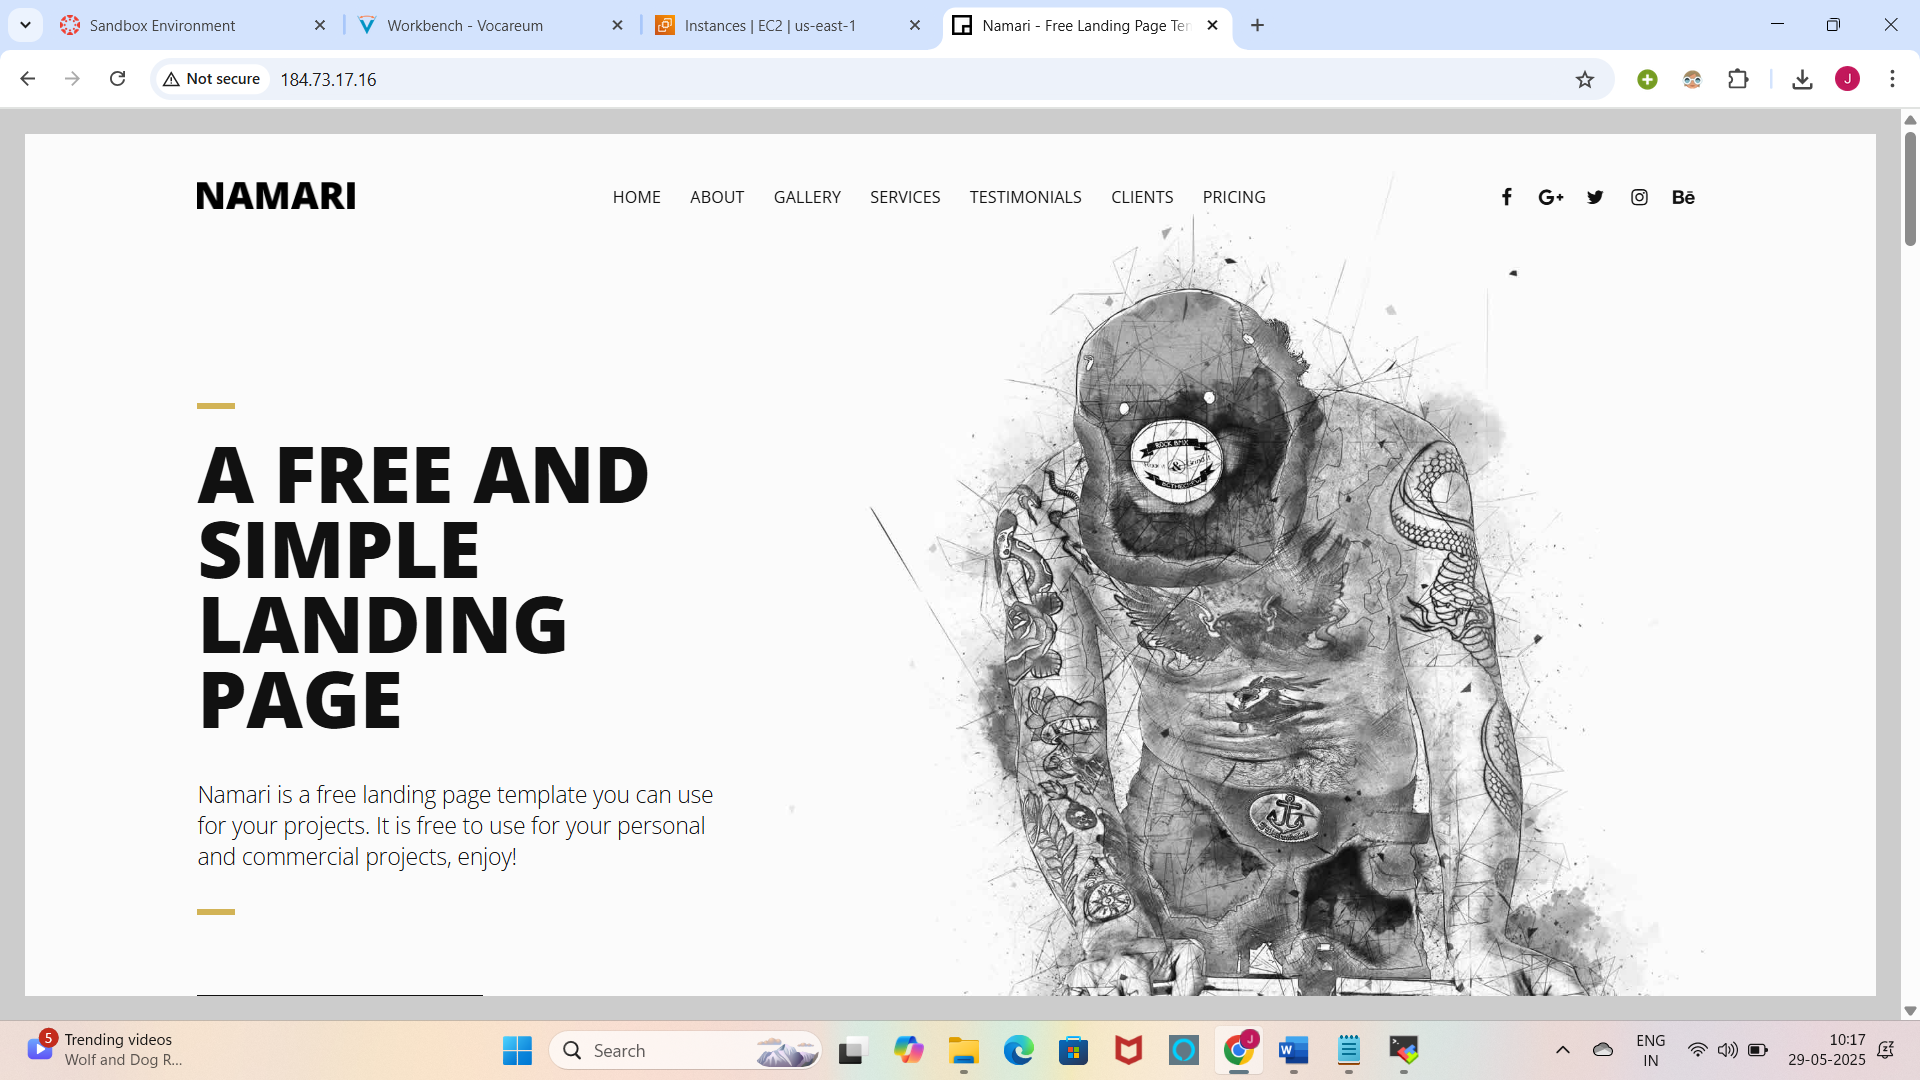 Sandbox Environment
Workbench - Vocareum
Instances | EC2 | us-east-1
Namari - Free Landing Page Ten
Not secure
184.73.17.16
J
NAMARI
HOME ABOUT GALLERY SERVICES TESTIMONIALS CLIENTS PRICING
G+ Bē
A FREE AND
SIMPLE
LANDING
PAGE
ROCK BMX
&
Namari is a free landing page template you can use
for your projects. It is free to use for your personal
and commercial projects, enjoy!
5
Trending videos
Wolf and Dog R...
Search
J
W
ENG
IN
10:17
29-05-2025